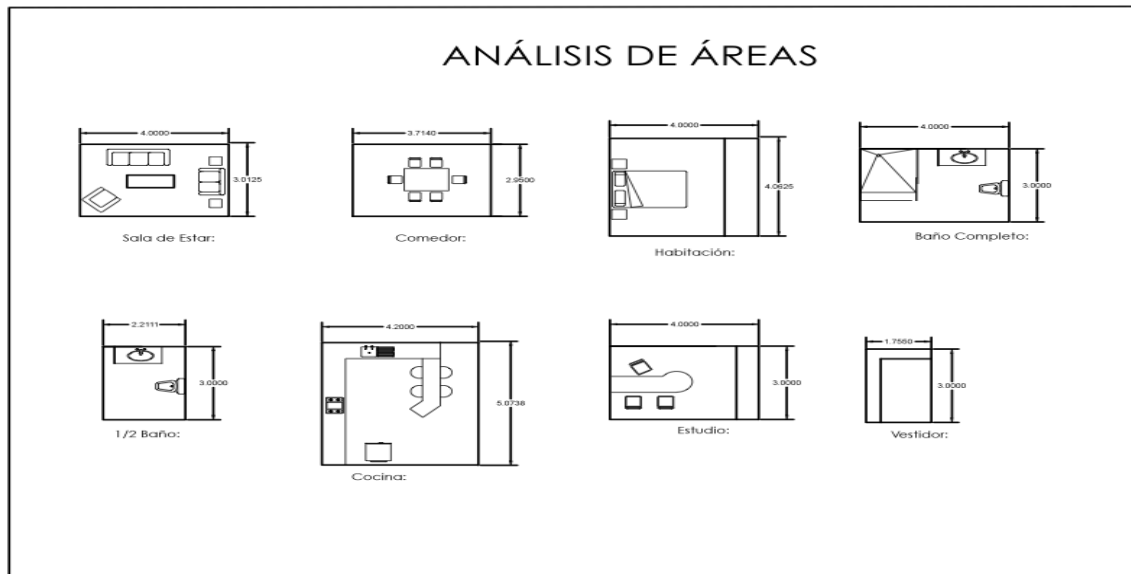 ANÁLISIS DE ÁREAS
4.0000
3.0125
Sala de Estar:
3.7140
2.9500
Comedor:
4.0000
4.0625
Habitación:
4.0000
3.0000
Baño Completo:
2.2111
3.0000
1/2 Baño:
4.2000
5.0738
Cocina:
4.0000
3.0000
Estudio:
1.7550
3.0000
Vestidor: